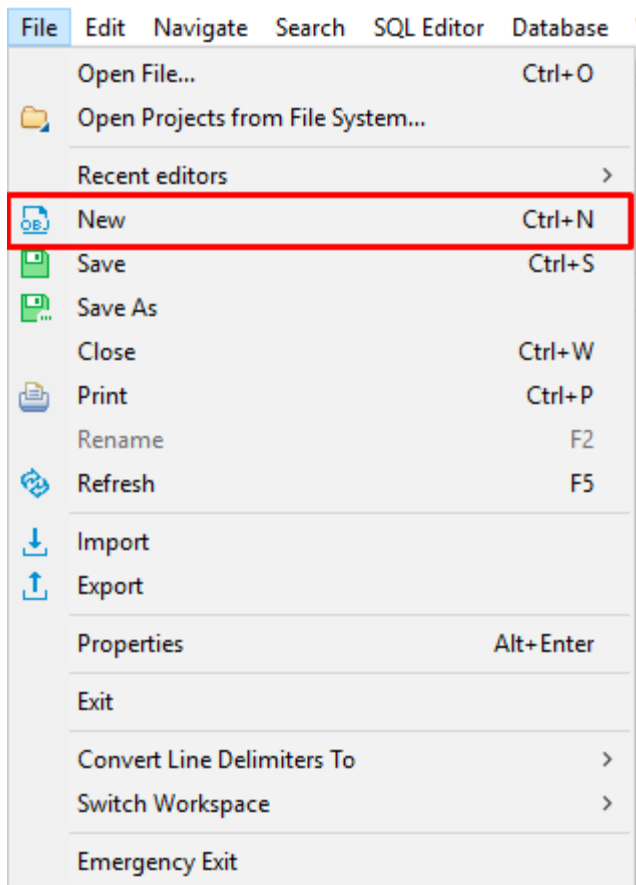 File Edit Navigate Search SQL Editor Database
Open File... Ctrl+O
Open Projects from File System...
Recent editors >
OBJ New Ctrl+N
Save Ctrl+S
Save As
Close Ctrl+W
Print Ctrl+P
Rename F2
Refresh F5
Import
Export
Properties Alt+Enter
Exit
Convert Line Delimiters To >
Switch Workspace >
Emergency Exit